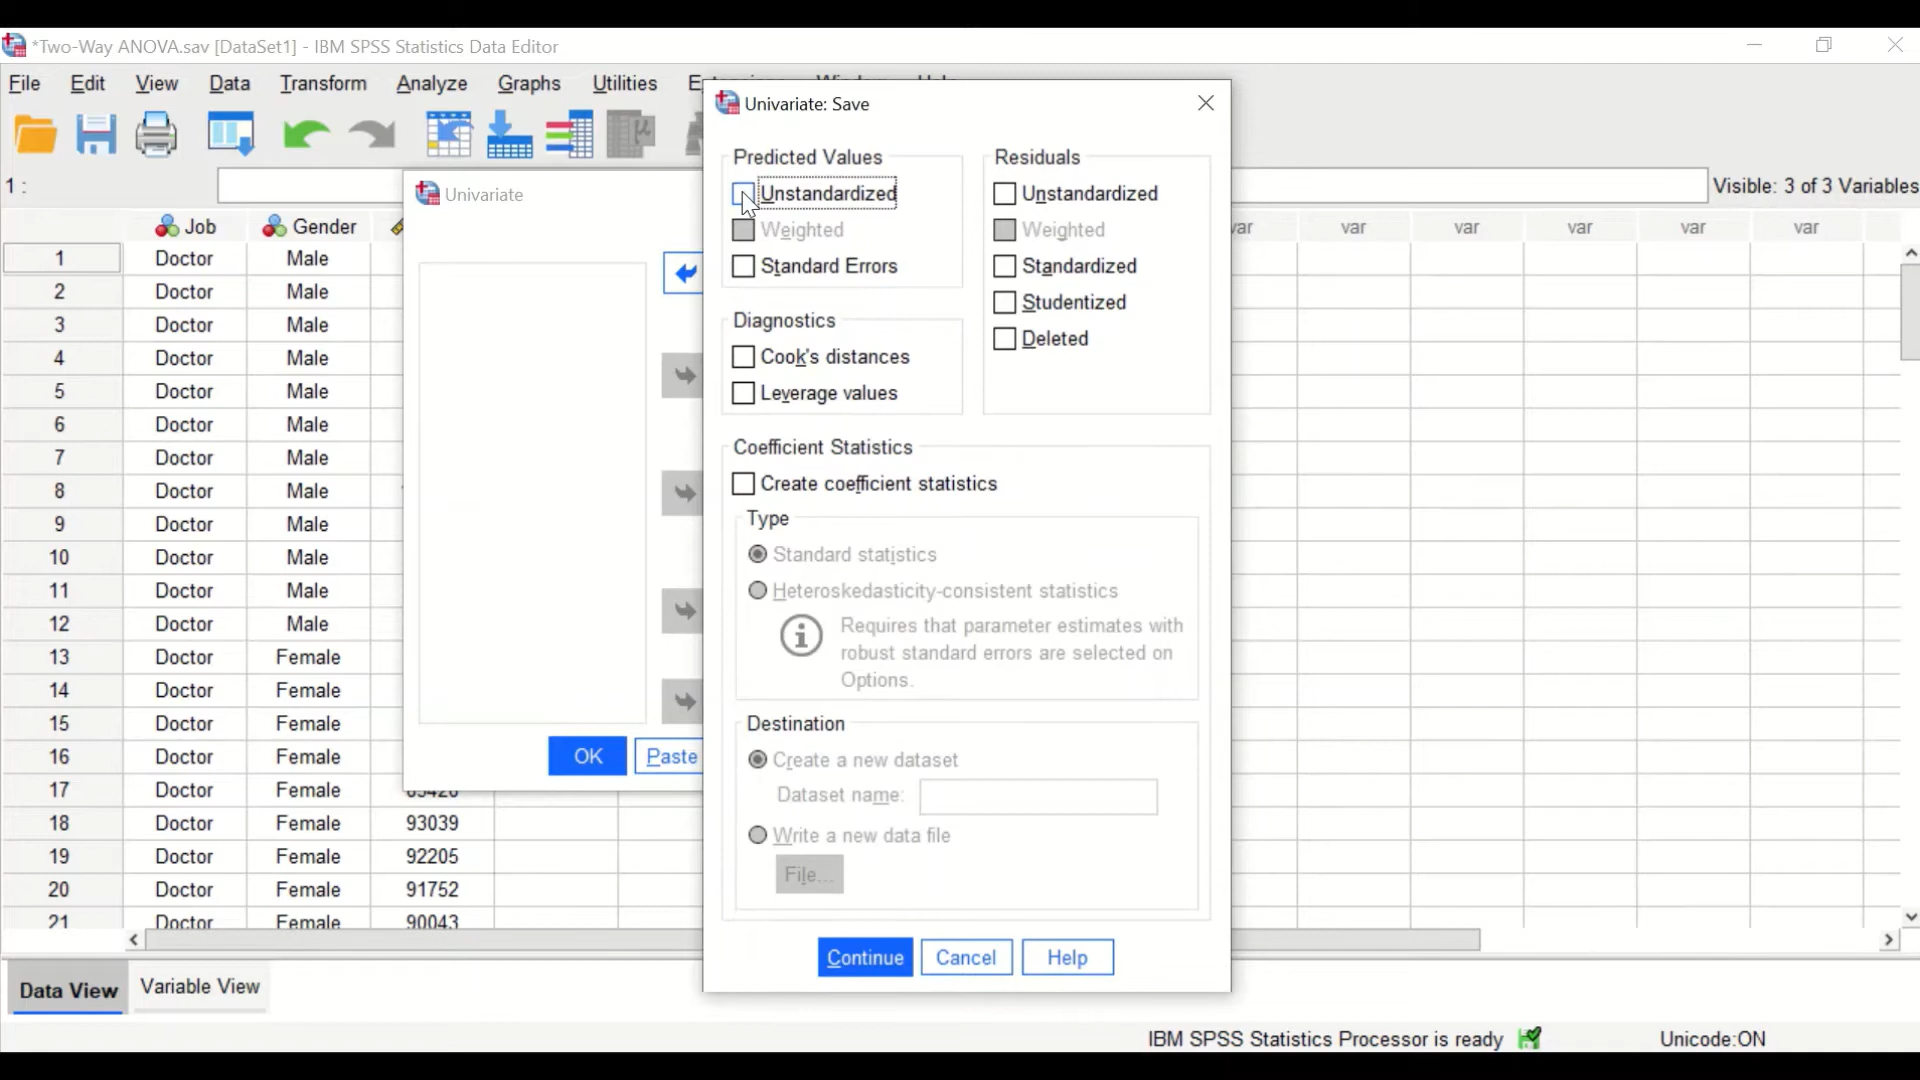 *Two-Way ANOVA.sav [DataSet1] - IBM SPSS Statistics Data Editor
File Edit View Data Transform Analyze Graphs Utilities
1 :
Visible: 3 of 3 Variables
Job Gender var var var var var var
1 Doctor Male
2 Doctor Male
3 Doctor Male
4 Doctor Male
5 Doctor Male
6 Doctor Male
7 Doctor Male
8 Doctor Male
9 Doctor Male
10 Doctor Male
11 Doctor Male
12 Doctor Male
13 Doctor Female
14 Doctor Female
15 Doctor Female
16 Doctor Female
17 Doctor Female
18 Doctor Female 93039
19 Doctor Female 92205
20 Doctor Female 91752
21 Doctor Female 90043
Univariate
OK Paste
Univariate: Save
Predicted Values
Unstandardized
Weighted
Standard Errors
Residuals
Unstandardized
Weighted
Standardized
Studentized
Deleted
Diagnostics
Cook's distances
Leverage values
Coefficient Statistics
Create coefficient statistics
Type
Standard statistics
Heteroskedasticity-consistent statistics
Requires that parameter estimates with
robust standard errors are selected on
Options.
Destination
Create a new dataset
Dataset name:
Write a new data file
File...
Continue Cancel Help
Data View Variable View
IBM SPSS Statistics Processor is ready Unicode:ON